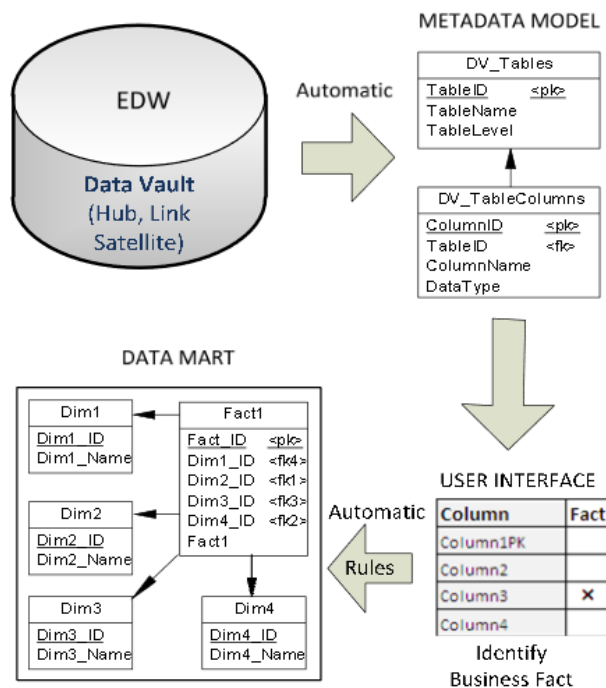 METADATA MODEL
EDW
Data Vault
(Hub, Link
Satellite)
Automatic
DV_Tables
TableID <pk>
TableName
TableLevel
DV_TableColumns
ColumnID <pk>
TableID <fk>
ColumnName
DataType
DATA MART
Dim1
Dim1_ID
Dim1_Name
Dim2
Dim2_ID
Dim2_Name
Dim3
Dim3_ID
Dim3_Name
Fact1
Fact_ID <pk>
Dim1_ID <fk4>
Dim2_ID <fk1>
Dim3_ID <fk3>
Dim4_ID <fk2>
Fact1
Dim4
Dim4_ID
Dim4_Name
Automatic
Rules
USER INTERFACE
Column Fact
Column1PK
Column2
Column3 ×
Column4
Identify
Business Fact